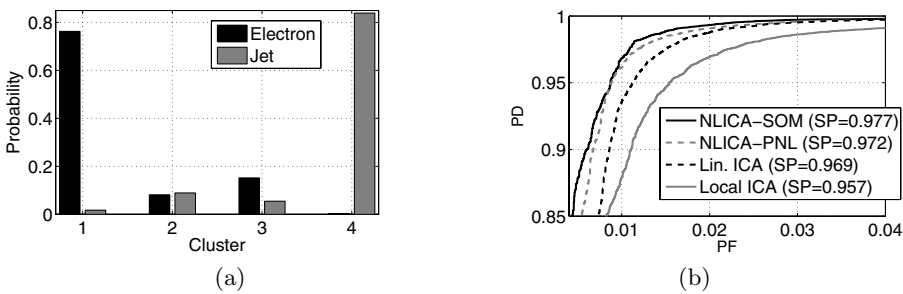 0.8
0.6
0.4
0.2
0
Probability
1 2 3 4
Cluster
Electron
Jet
(a)
1
0.95
0.9
0.85
PD
0.01 0.02 0.03 0.04
PF
NLICA−SOM (SP=0.977)
NLICA−PNL (SP=0.972)
Lin. ICA (SP=0.969)
Local ICA (SP=0.957)
(b)